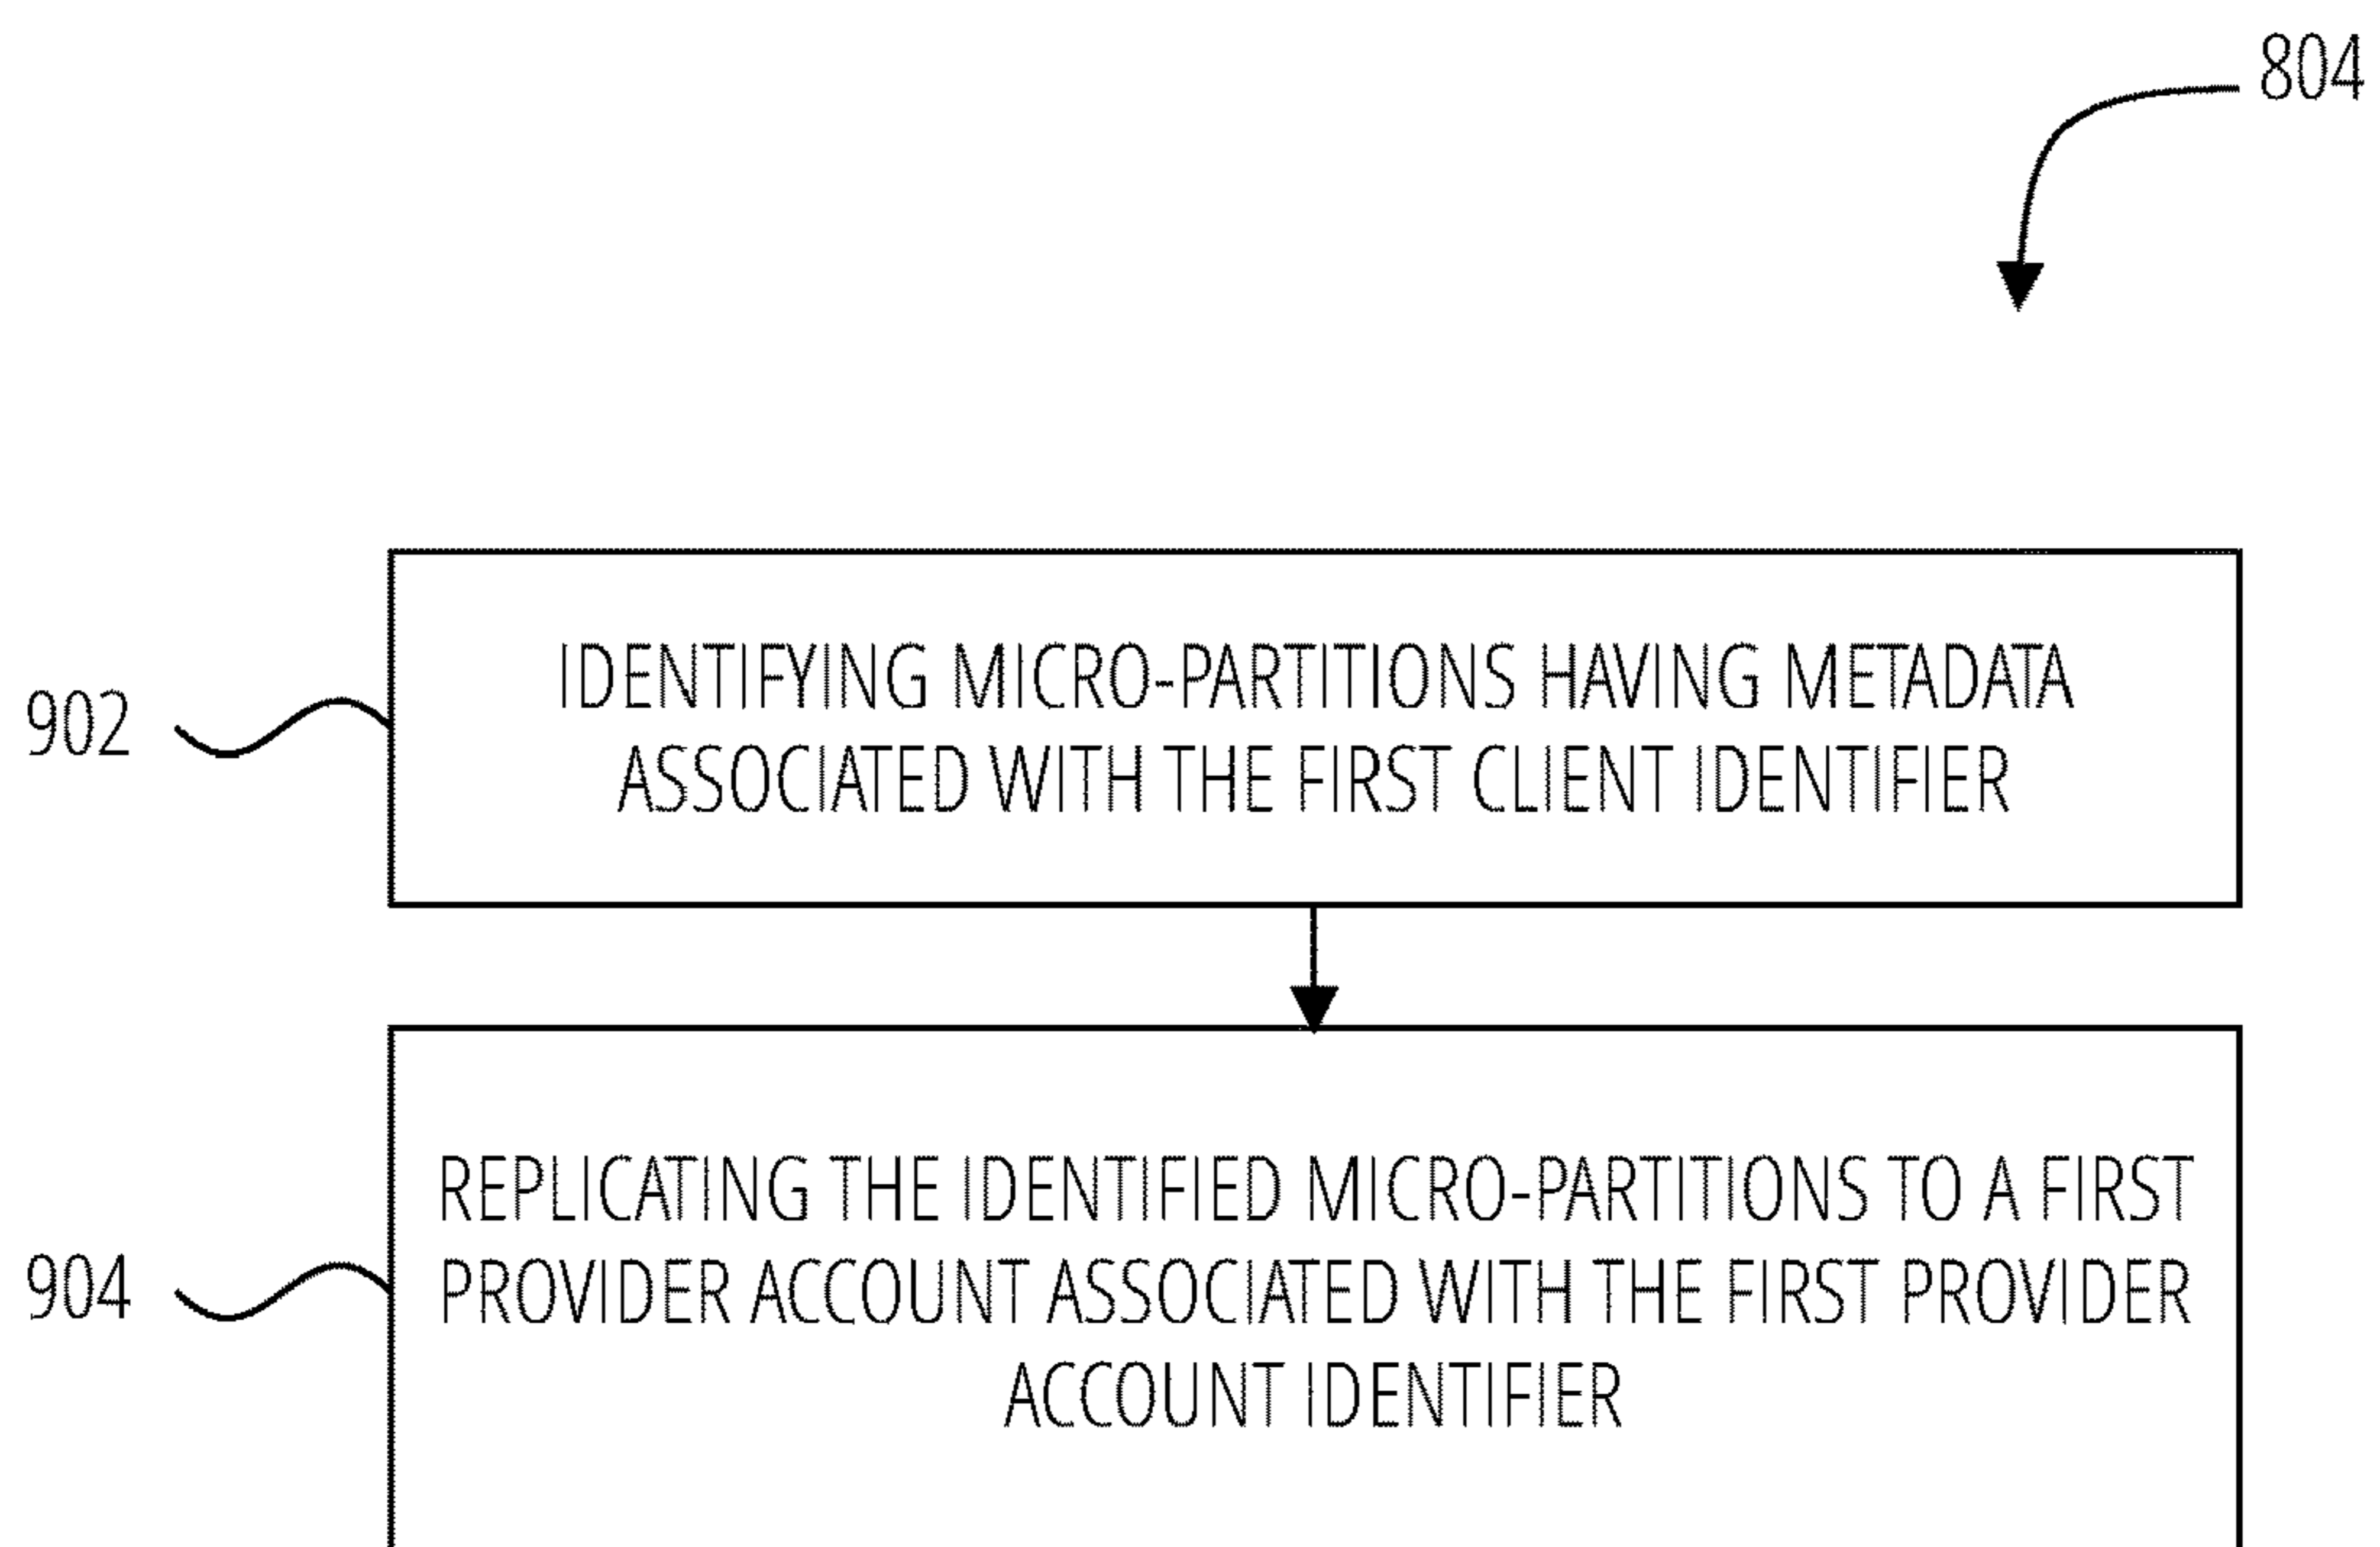 804
902
IDENTIFYING MICRO-PARTITIONS HAVING METADATA
ASSOCIATED WITH THE FIRST CLIENT IDENTIFIER
904
REPLICATING THE IDENTIFIED MICRO-PARTITIONS TO A FIRST
PROVIDER ACCOUNT ASSOCIATED WITH THE FIRST PROVIDER
ACCOUNT IDENTIFIER